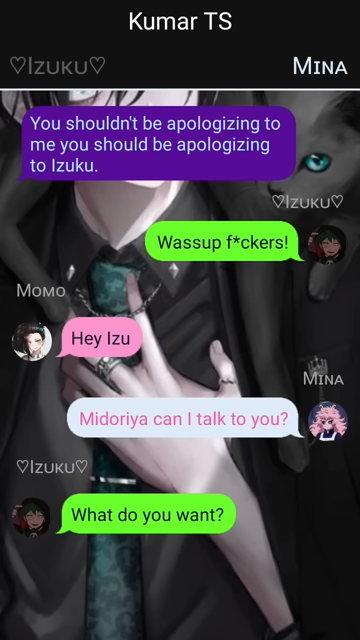 Kumar TS
♡Izuku♡ Mina
You shouldn't be apologizing to
me you should be apologizing
to Izuku.
♡Izuku♡
Wassup f*ckers!
Momo
Hey Izu
Mina
Midoriya can I talk to you?
♡Izuku♡
What do you want?